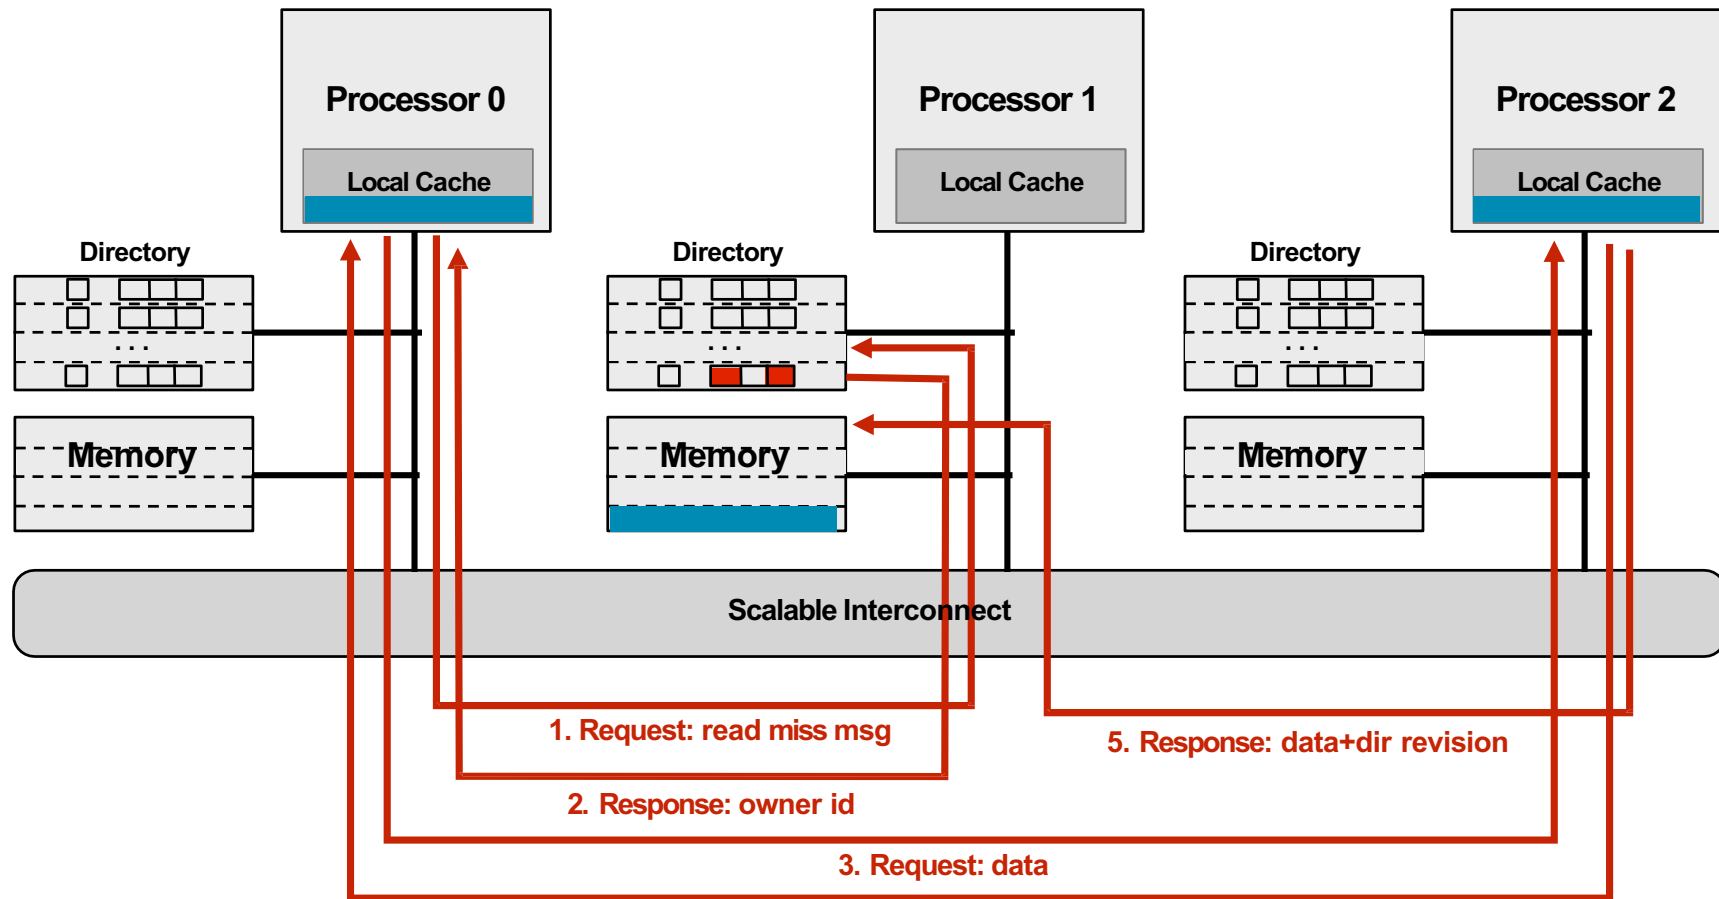 Processor 0
Processor 1
Processor 2
Local Cache
Local Cache
Local Cache
Directory
Directory
Directory
. . .
. . .
. . .
Memory
Memory
Memory
Scalable Interconnect
1. Request: read miss msg
5. Response: data+dir revision
2. Response: owner id
3. Request: data